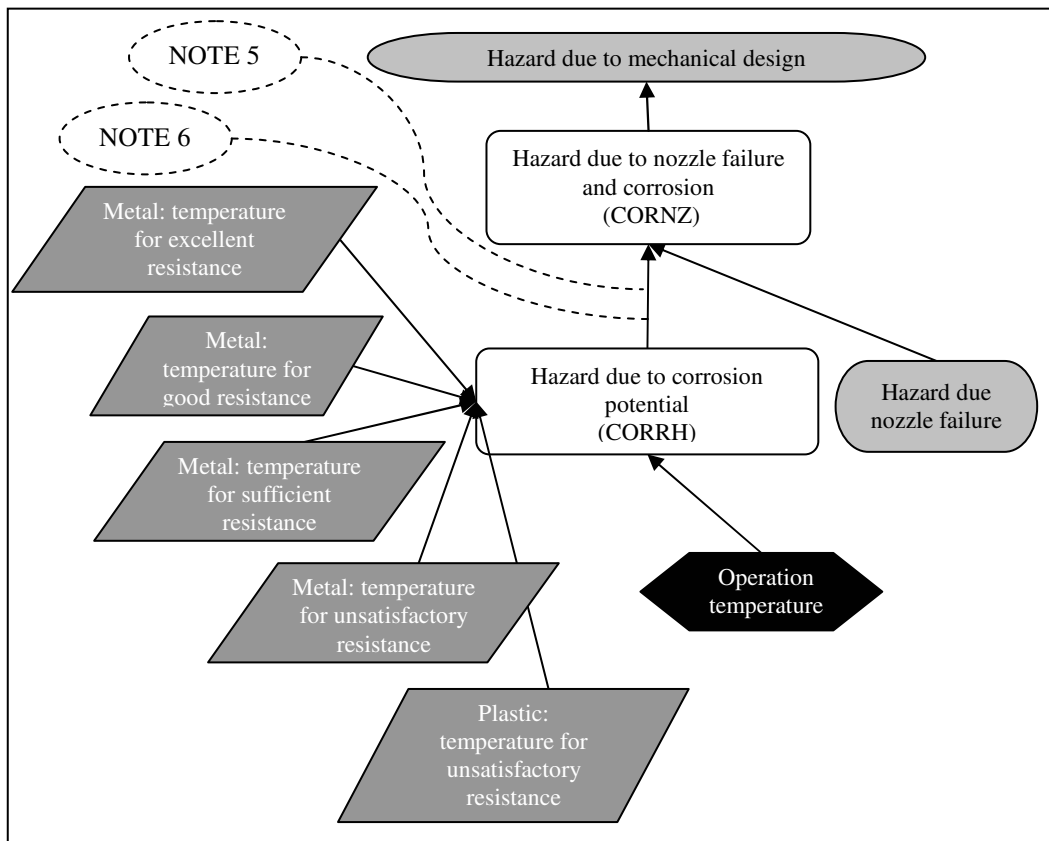 NOTE 5
Hazard due to mechanical design
NOTE 6
Hazard due to nozzle failure
and corrosion
(CORNZ)
Metal: temperature
for excellent
resistance
Metal:
temperature for
good resistance
Hazard due to corrosion
potential
(CORRH)
Hazard due
nozzle failure
Metal: temperature
for sufficient
resistance
Metal: temperature
for unsatisfactory
resistance
Operation
temperature
Plastic:
temperature for
unsatisfactory
resistance